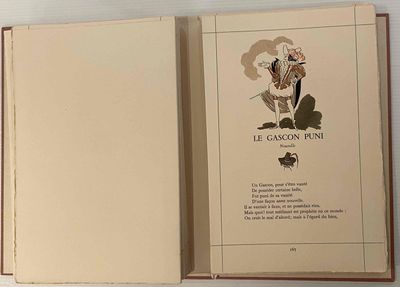 LE GASCON PUNI
Nouvelle
Un Gascon, pour s'être vanté
De posséder certaine belle,
Fut puni de sa vanité
D'une façon assez nouvelle.
Il se vantoit à faux, et ne possédait rien.
Mais quoi! tout médisant est prophète en ce monde :
On croit le mal d'abord; mais à l'égard du bien,
165